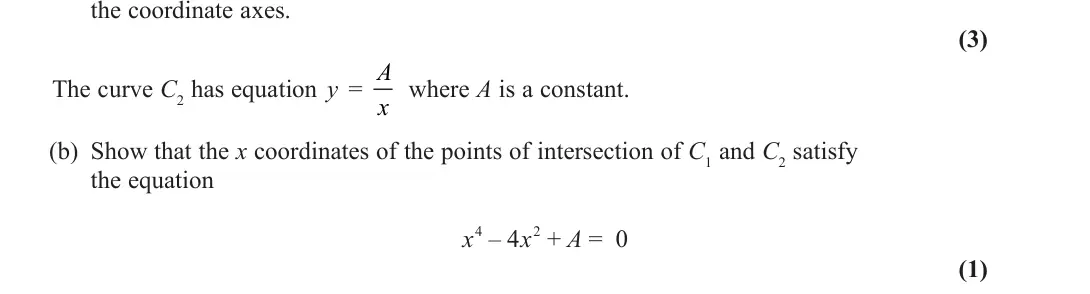 the coordinate axes.
(3)
The curve C₂ has equation y = A/x where A is a constant.
(b) Show that the x coordinates of the points of intersection of C₁ and C₂ satisfy
the equation
x⁴ – 4x² + A = 0
(1)